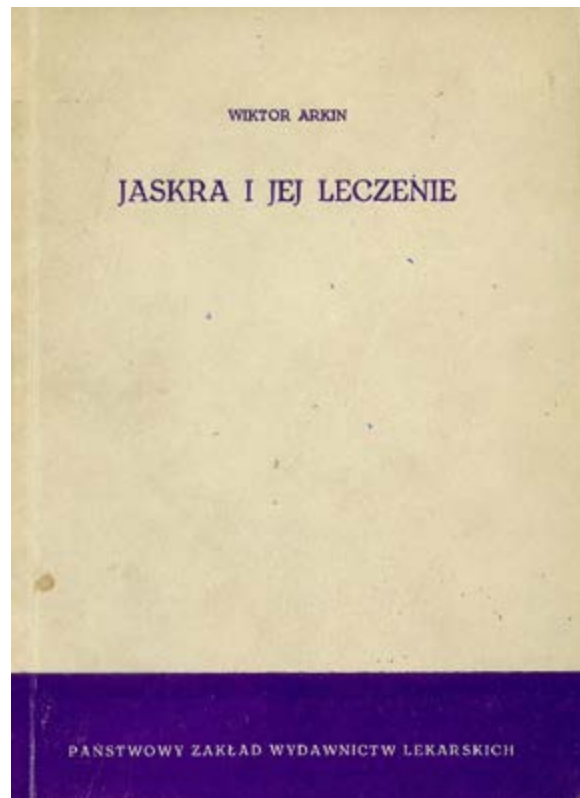 WIKTOR ARKIN
JASKRA I JEJ LECZENIE
PAŃSTWOWY ZAKŁAD WYDAWNICTW LEKARSKICH